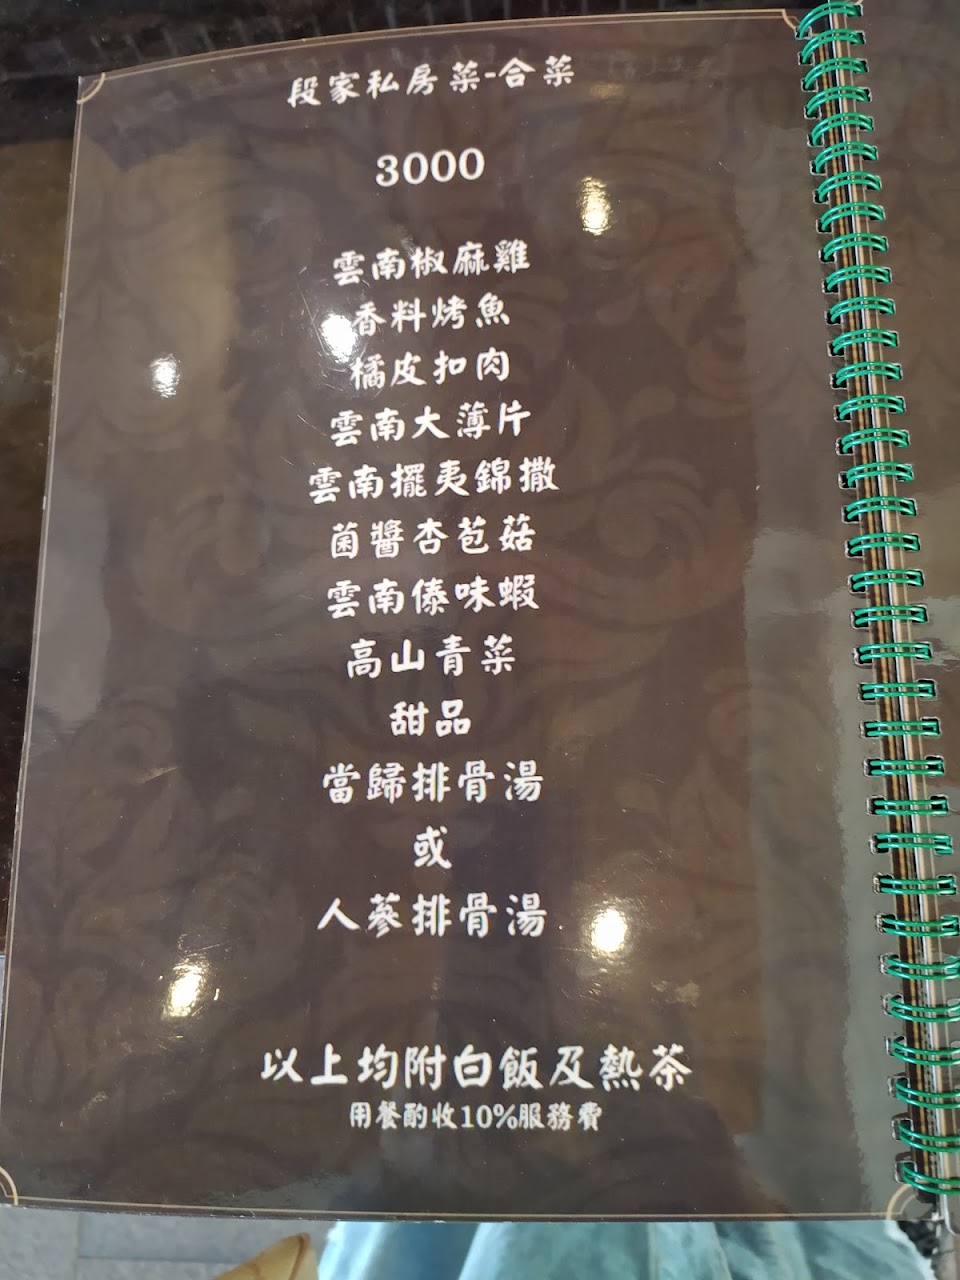 段家私房菜-合菜
3000
雲南椒麻雞
香料烤魚
橘皮扣肉
雲南大薄片
雲南擺夷錦撒
菌醬杏苞菇
雲南傣味蝦
高山青菜
甜品
當歸排骨湯
或
人蔘排骨湯
以上均附白飯及熱茶
用餐酌收10%服務費